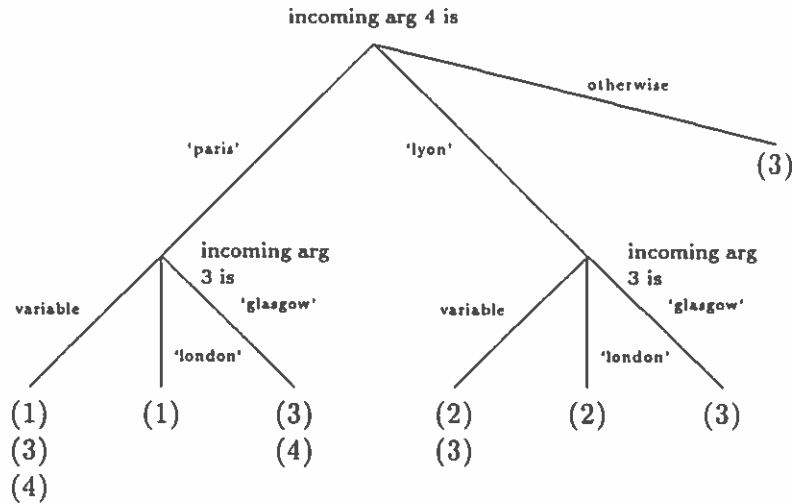 incoming arg 4 is
otherwise
'paris'
'lyon'
(3)
incoming arg
3 is
incoming arg
3 is
variable
'glasgow'
variable
'glasgow'
'london'
'london'
(1)
(1)
(3)
(2)
(2)
(3)
(3)
(4)
(3)
(4)